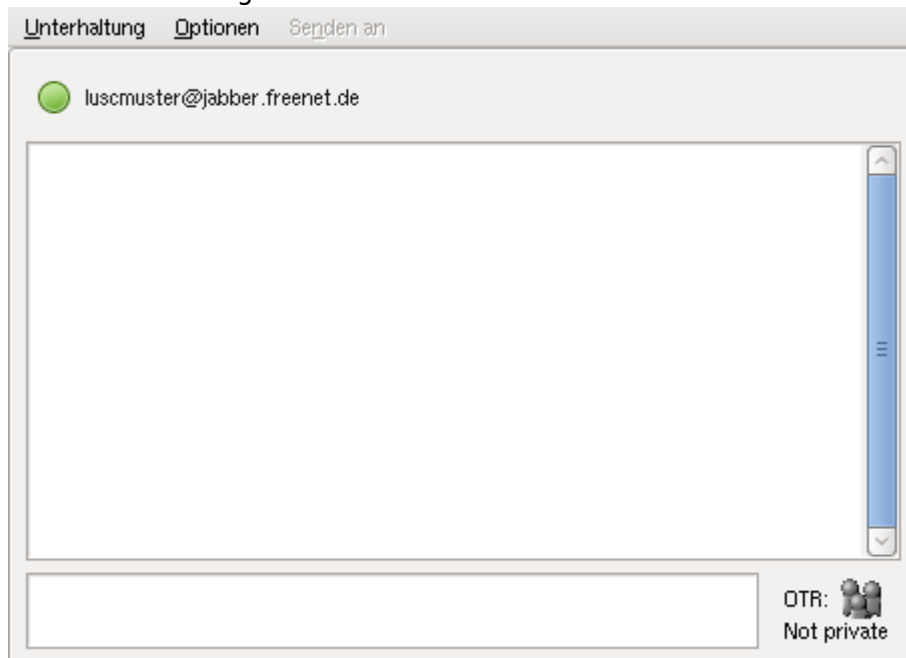 Unterhaltung Optionen Senden an
luscmuster@jabber.freenet.de
OTR:
Not private